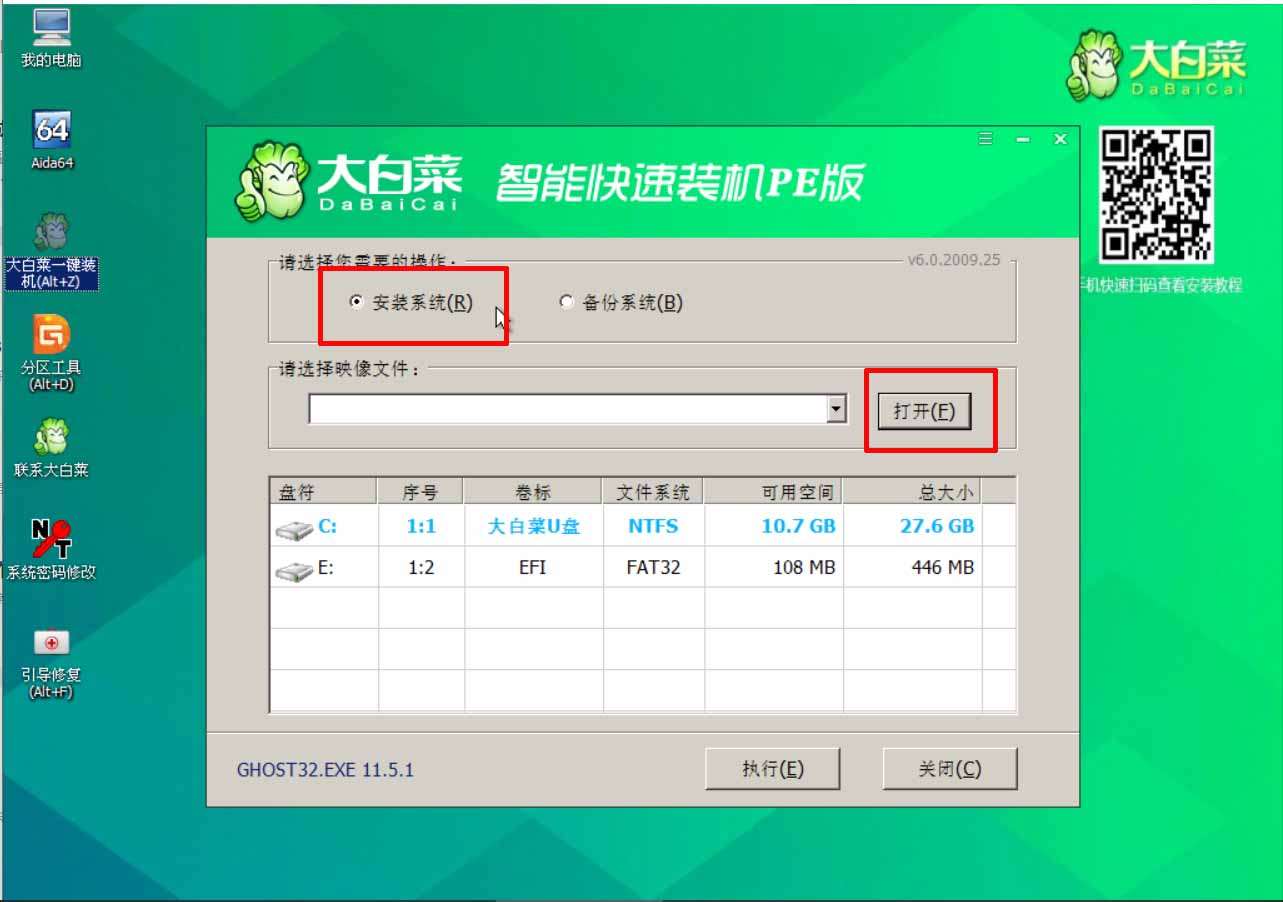 我的电脑
64
Aida64
大白菜一键装
机(Alt+Z)
分区工具
(Alt+D)
联系大白菜
N
T
系统密码修改
引导修复
(Alt+F)
大白菜
DaBaiCai
机快速扫码查看安装教程
大白菜
DaBaiCai
智能快速装机PE版
请选择您需要的操作:
v6.0.2009.25
安装系统(R)
备份系统(B)
请选择映像文件:
打开(F)
盘符 序号 卷标 文件系统 可用空间 总大小
C: 1:1 大白菜U盘 NTFS 10.7 GB 27.6 GB
E: 1:2 EFI FAT32 108 MB 446 MB
GHOST32.EXE 11.5.1
执行(E)
关闭(C)